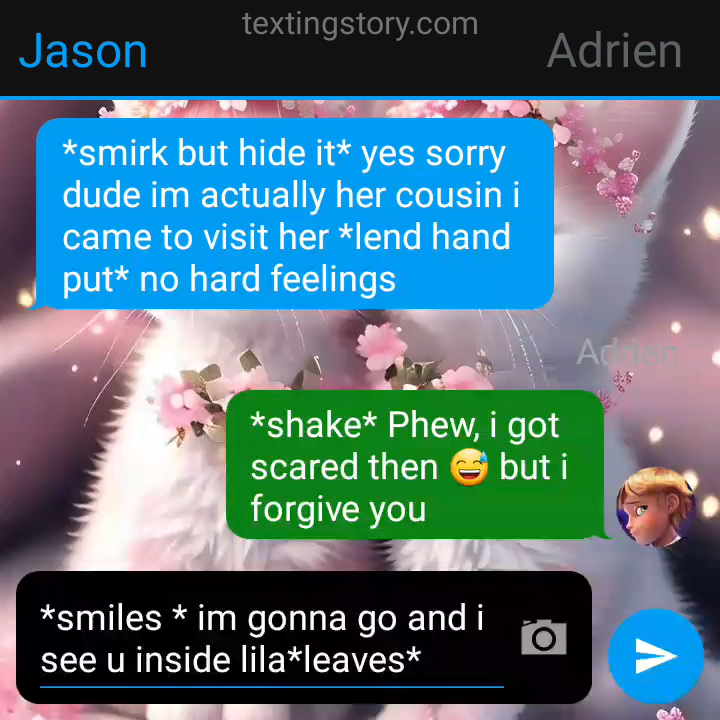 textingstory.com
Jason
Adrien
*smirk but hide it* yes sorry
dude im actually her cousin i
came to visit her *lend hand
put* no hard feelings
Adrien
*shake* Phew, i got
scared then 😅 but i
forgive you
*smiles * im gonna go and i
see u inside lila*leaves*